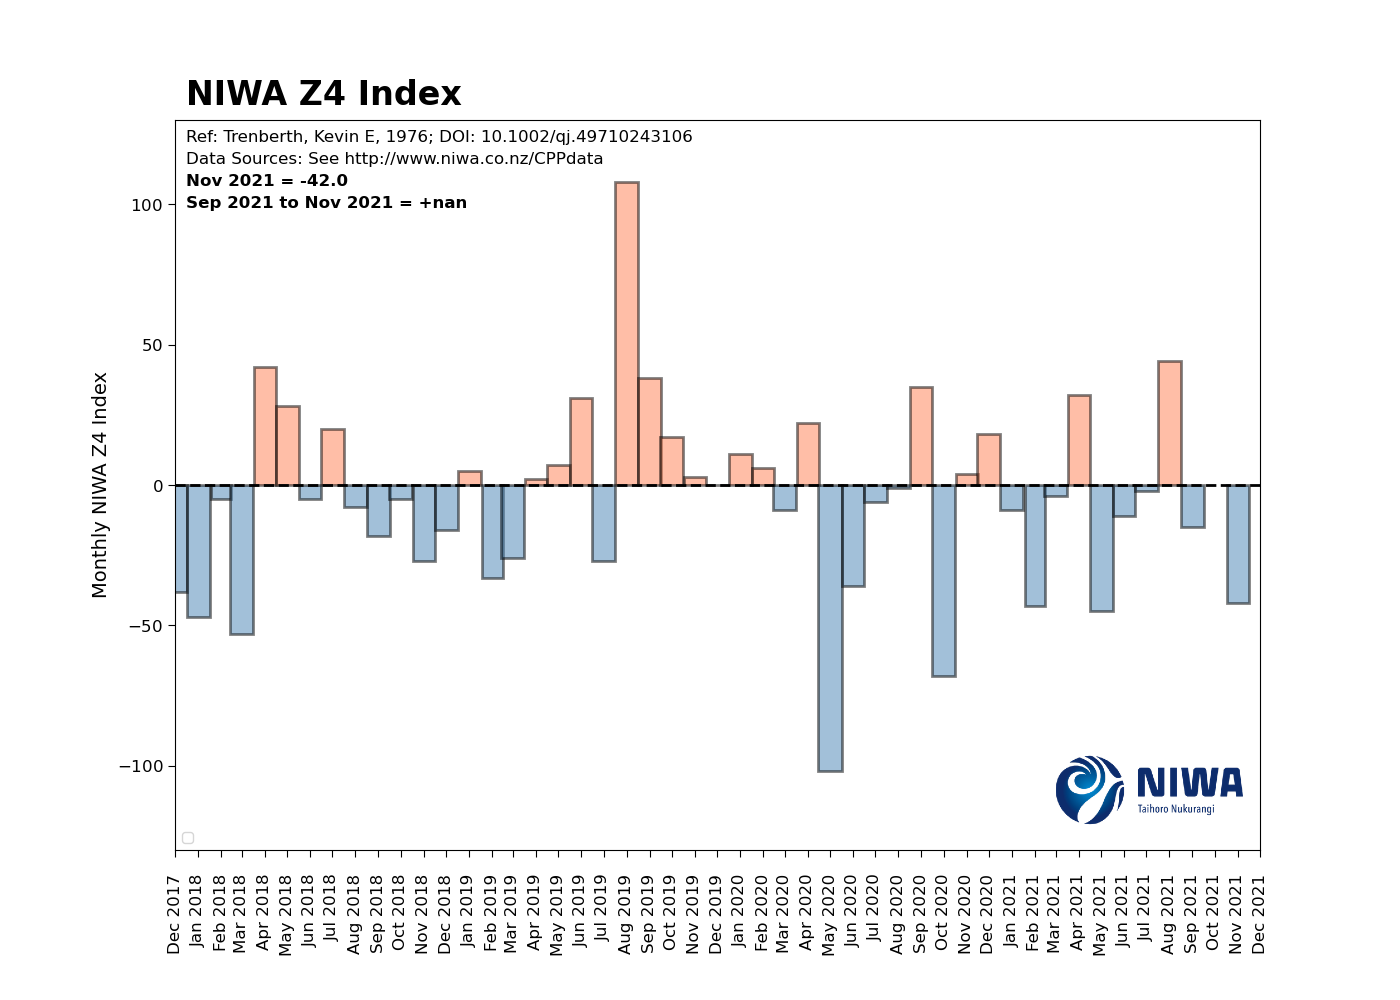 NIWA Z4 Index
Ref: Trenberth, Kevin E, 1976; DOI: 10.1002/qj.49710243106
Data Sources: See http://www.niwa.co.nz/CPPdata
Nov 2021 = -42.0
Sep 2021 to Nov 2021 = +nan
Monthly NIWA Z4 Index
100
50
0
−50
−100
NIWA
Taihoro Nukurangi
Dec 2017
Jan 2018
Feb 2018
Mar 2018
Apr 2018
May 2018
Jun 2018
Jul 2018
Aug 2018
Sep 2018
Oct 2018
Nov 2018
Dec 2018
Jan 2019
Feb 2019
Mar 2019
Apr 2019
May 2019
Jun 2019
Jul 2019
Aug 2019
Sep 2019
Oct 2019
Nov 2019
Dec 2019
Jan 2020
Feb 2020
Mar 2020
Apr 2020
May 2020
Jun 2020
Jul 2020
Aug 2020
Sep 2020
Oct 2020
Nov 2020
Dec 2020
Jan 2021
Feb 2021
Mar 2021
Apr 2021
May 2021
Jun 2021
Jul 2021
Aug 2021
Sep 2021
Oct 2021
Nov 2021
Dec 2021